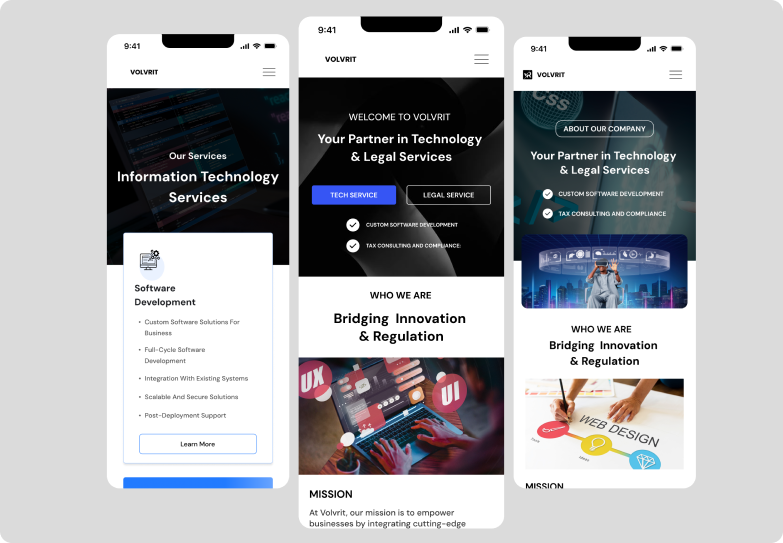 9:41
VOLVRIT
Our Services
Information Technology
Services
Software
Development
• Custom Software Solutions For
Business
• Full-Cycle Software
Development
• Integration With Existing Systems
• Scalable And Secure Solutions
• Post-Deployment Support
Learn More
9:41
VOLVRIT
WELCOME TO VOLVRIT
Your Partner in Technology
& Legal Services
TECH SERVICE
LEGAL SERVICE
CUSTOM SOFTWARE DEVELOPMENT
TAX CONSULTING AND COMPLIANCE:
WHO WE ARE
Bridging Innovation
& Regulation
UX
UI
MISSION
At Volvrit, our mission is to empower
businesses by integrating cutting-edge
9:41
VOLVRIT
Css
ABOUT OUR COMPANY
Your Partner in Technology
& Legal Services
CUSTOM SOFTWARE DEVELOPMENT
TAX CONSULTING AND COMPLIANCE
WHO WE ARE
Bridging Innovation
& Regulation
WEB DESIGN
MISSION